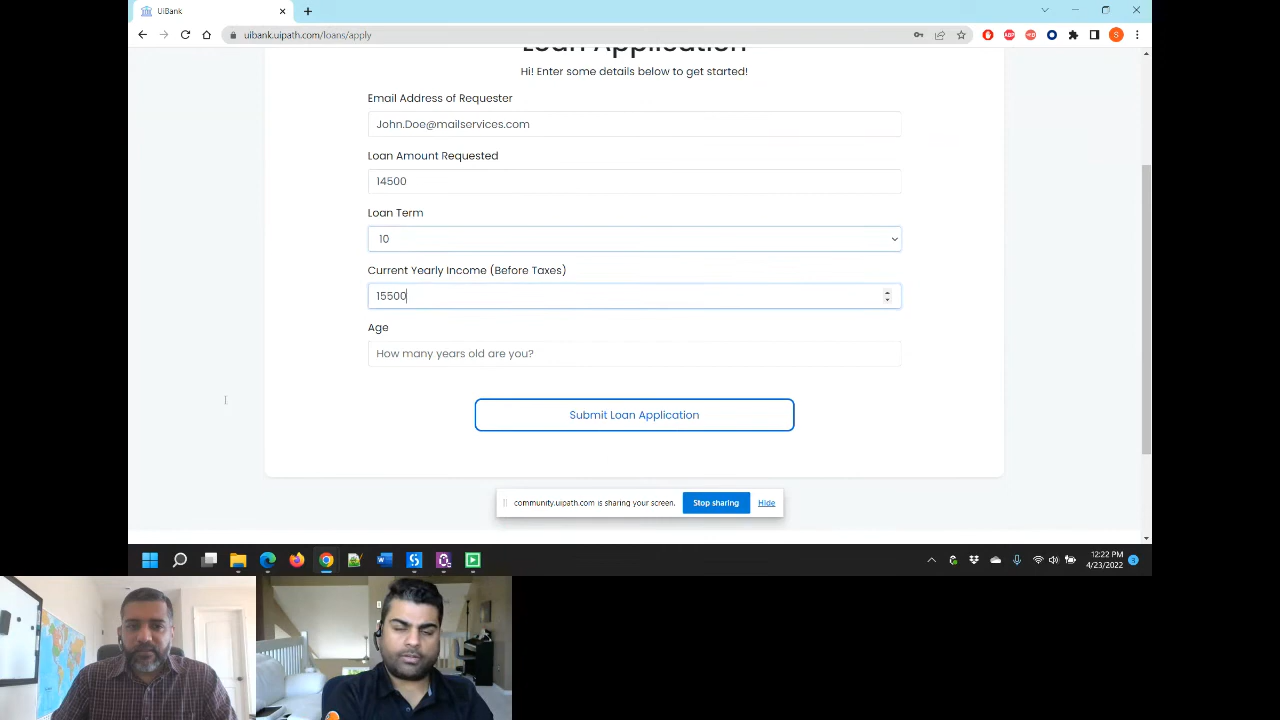 UiBank
uibank.uipath.com/loans/apply
ABP
S
Loan Application
Hi! Enter some details below to get started!
Email Address of Requester
John.Doe@mailservices.com
Loan Amount Requested
14500
Loan Term
10
Current Yearly Income (Before Taxes)
15500
Age
How many years old are you?
Submit Loan Application
community.uipath.com is sharing your screen.
Stop sharing
Hide
12:22 PM
4/23/2022